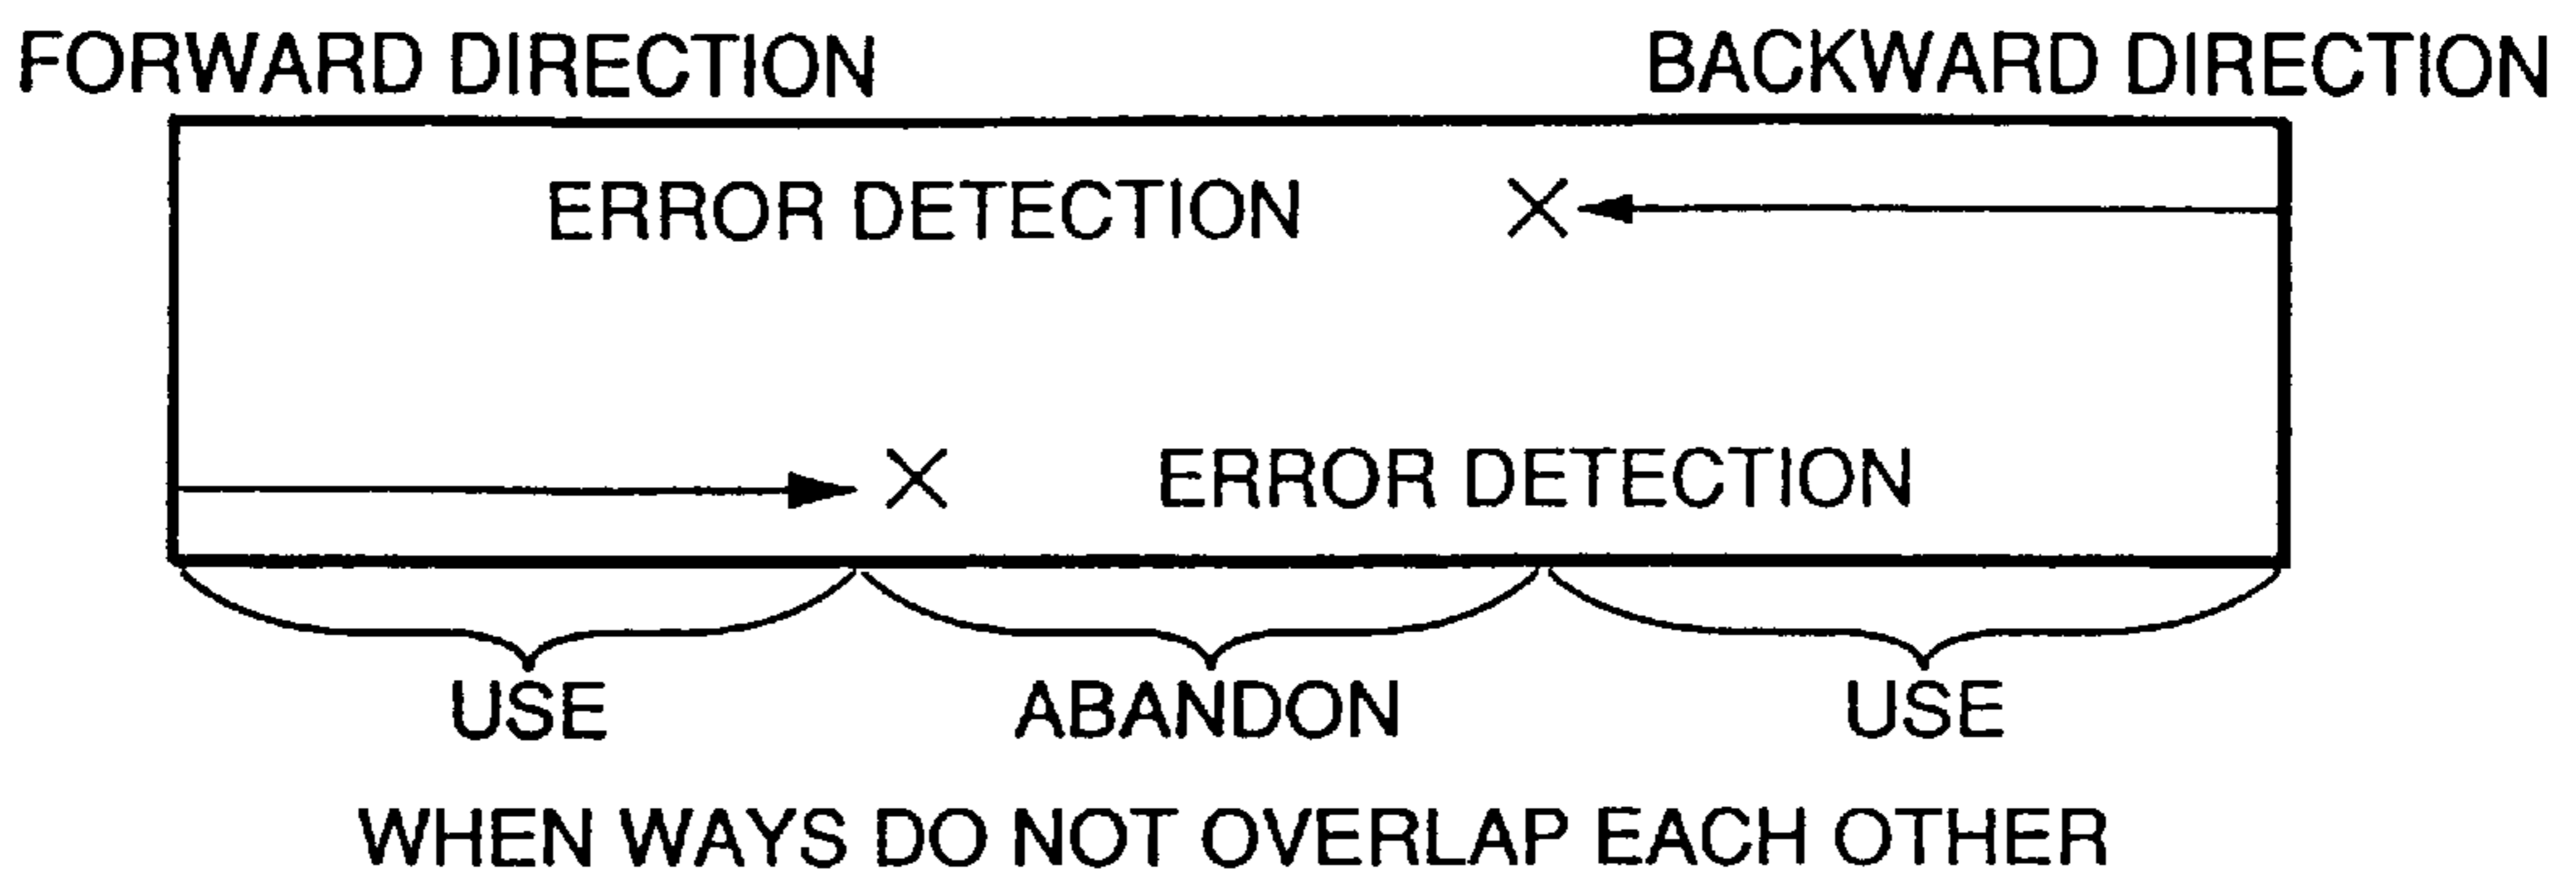 FORWARD DIRECTION BACKWARD DIRECTION
ERROR DETECTION
ERROR DETECTION
USE ABANDON USE
WHEN WAYS DO NOT OVERLAP EACH OTHER